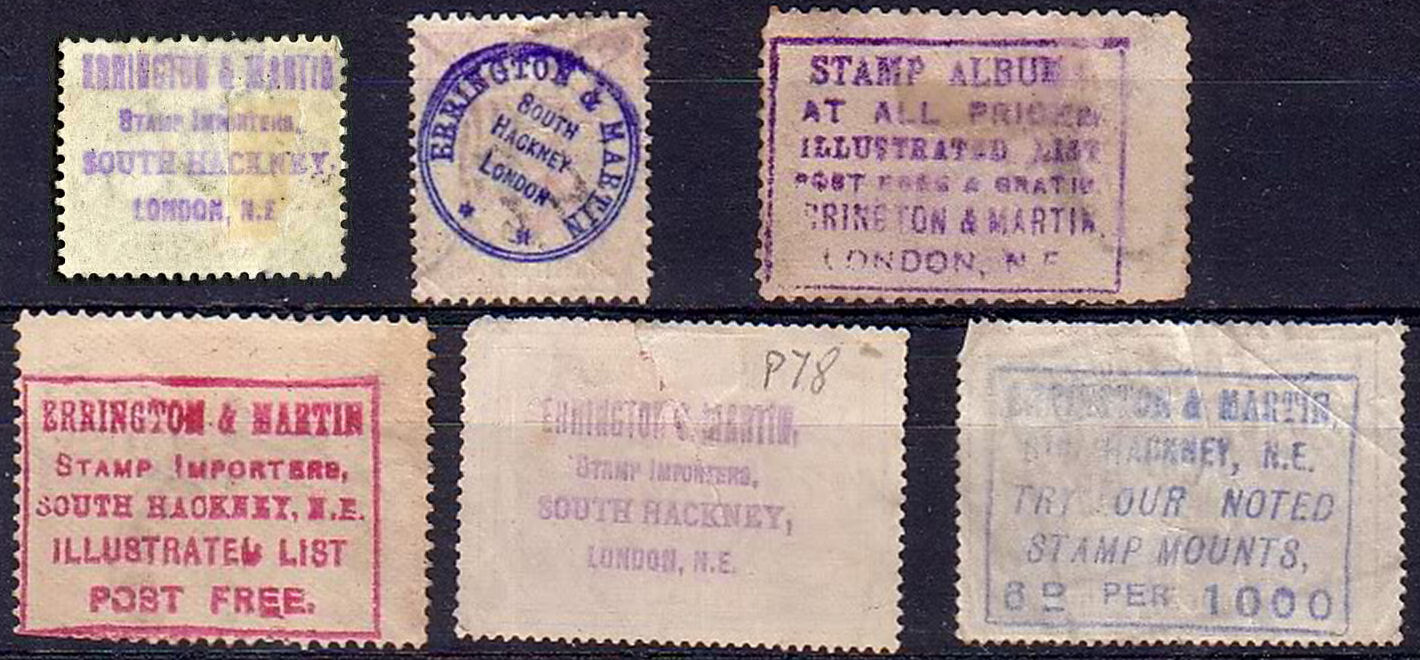 ERRINGTON & MARTIN
STAMP IMPORTERS,
SOUTH HACKNEY,
LONDON, N.E.
ERRINGTON & MARTIN
SOUTH
HACKNEY
LONDON
STAMP ALBUMS
AT ALL PRICES.
ILLUSTRATED LIST
POST FREE & GRATIS.
ERRINGTON & MARTIN
LONDON, N.E.
ERRINGTON & MARTIN
STAMP IMPORTERS,
SOUTH HACKNEY, N.E.
ILLUSTRATED LIST
POST FREE.
P78
ERRINGTON & MARTIN,
STAMP IMPORTERS,
SOUTH HACKNEY,
LONDON, N.E.
ERRINGTON & MARTIN,
HACKNEY, N.E.
TRY OUR NOTED
STAMP MOUNTS,
6D PER 1000